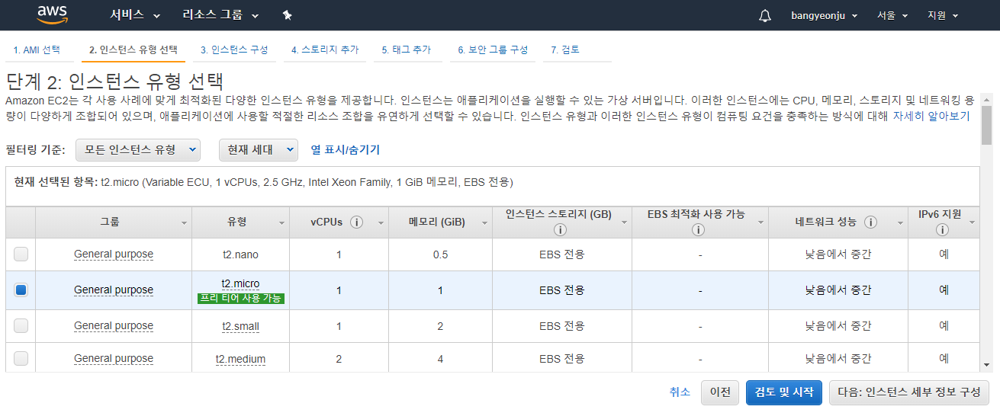 aws 서비스 리소스 그룹 bangyeonju 서울 지원
1. AMI 선택 2. 인스턴스 유형 선택 3. 인스턴스 구성 4. 스토리지 추가 5. 태그 추가 6. 보안 그룹 구성 7. 검토
단계 2: 인스턴스 유형 선택
Amazon EC2는 각 사용 사례에 맞게 최적화된 다양한 인스턴스 유형을 제공합니다. 인스턴스는 애플리케이션을 실행할 수 있는 가상 서버입니다. 이러한 인스턴스에는 CPU, 메모리, 스토리지 및 네트워킹 용
량이 다양하게 조합되어 있으며, 애플리케이션에 사용할 적절한 리소스 조합을 유연하게 선택할 수 있습니다. 인스턴스 유형과 이러한 인스턴스 유형이 컴퓨팅 요건을 충족하는 방식에 대해 자세히 알아보기
필터링 기준: 모든 인스턴스 유형 현재 세대 열 표시/숨기기
현재 선택된 항목: t2.micro (Variable ECU, 1 vCPUs, 2.5 GHz, Intel Xeon Family, 1 GiB 메모리, EBS 전용)
그룹 유형 vCPUs 메모리 (GiB) 인스턴스 스토리지 (GB) EBS 최적화 사용 가능 네트워크 성능 IPv6 지원
General purpose t2.nano 1 0.5 EBS 전용 - 낮음에서 중간 예
General purpose t2.micro 1 1 EBS 전용 - 낮음에서 중간 예
프리 티어 사용 가능
General purpose t2.small 1 2 EBS 전용 - 낮음에서 중간 예
General purpose t2.medium 2 4 EBS 전용 - 낮음에서 중간 예
취소 이전 검토 및 시작 다음: 인스턴스 세부 정보 구성